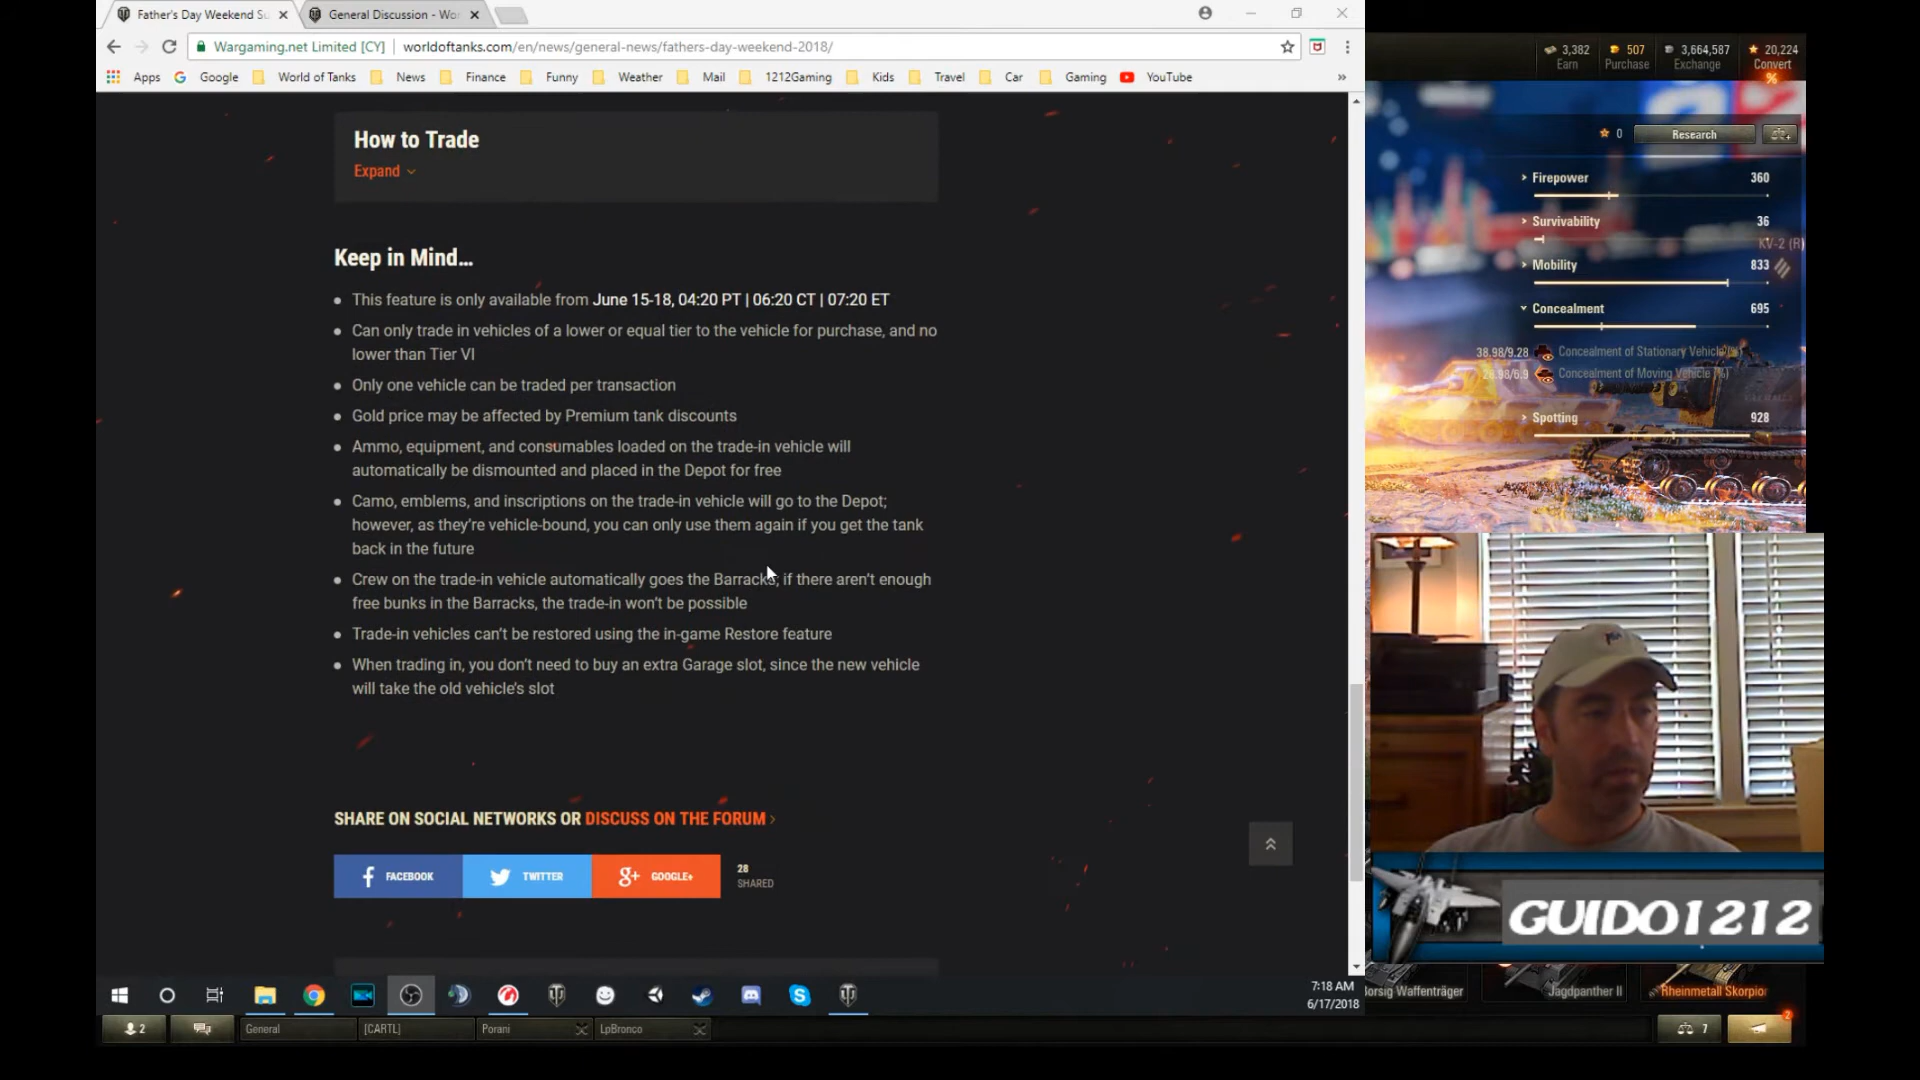 Father's Day Weekend Su
General Discussion - Wor
Wargaming.net Limited [CY]
worldoftanks.com/en/news/general-news/fathers-day-weekend-2018/
Apps
Google
World of Tanks
News
Finance
Funny
Weather
Mail
1212Gaming
Kids
Travel
Car
Gaming
YouTube
»
How to Trade
Expand
Keep in Mind...
This feature is only available from June 15-18, 04:20 PT | 06:20 CT | 07:20 ET
Can only trade in vehicles of a lower or equal tier to the vehicle for purchase, and no
lower than Tier VI
Only one vehicle can be traded per transaction
Gold price may be affected by Premium tank discounts
Ammo, equipment, and consumables loaded on the trade-in vehicle will
automatically be dismounted and placed in the Depot for free
Camo, emblems, and inscriptions on the trade-in vehicle will go to the Depot;
however, as they're vehicle-bound, you can only use them again if you get the tank
back in the future
Crew on the trade-in vehicle automatically goes the Barracks; if there aren't enough
free bunks in the Barracks, the trade-in won't be possible
Trade-in vehicles can't be restored using the in-game Restore feature
When trading in, you don't need to buy an extra Garage slot, since the new vehicle
will take the old vehicle's slot
SHARE ON SOCIAL NETWORKS OR DISCUSS ON THE FORUM
FACEBOOK
TWITTER
g+ GOOGLE+
28
SHARED
7:18 AM
6/17/2018
2
General
[CARTL]
Porani
LpBronco
7
2
3,382
Earn
507
Purchase
3,664,587
Exchange
20,224
Convert
%
0
Research
Firepower 360
Survivability 36
KV-2 (R)
Mobility 833
Concealment 695
38.98/9.28 Concealment of Stationary Vehicle (%)
Concealment of Moving Vehicle (%)
Spotting 928
GUIDO1212
Borsig Waffenträger
Jagdpanther II
Rheinmetall Skorpion